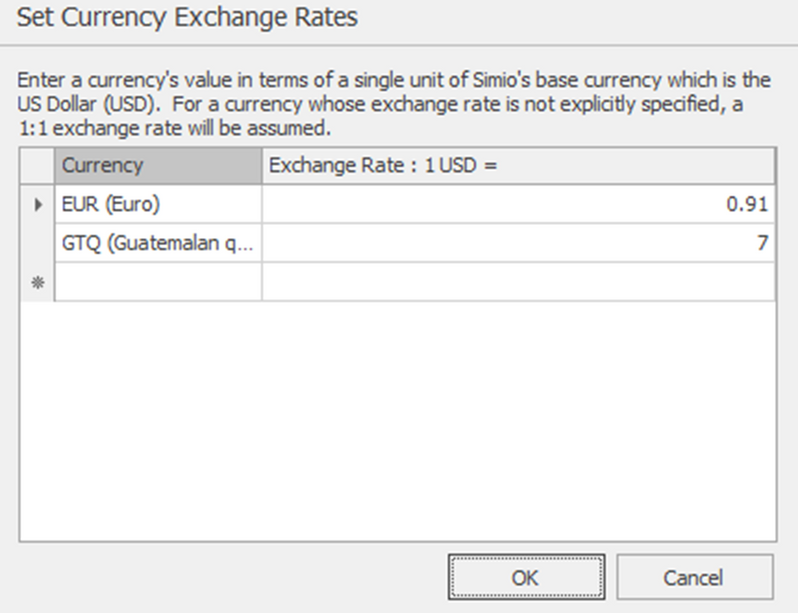 Set Currency Exchange Rates
Enter a currency's value in terms of a single unit of Simio's base currency which is the
US Dollar (USD).  For a currency whose exchange rate is not explicitly specified, a
1:1 exchange rate will be assumed.
Currency Exchange Rate : 1 USD =
EUR (Euro) 0.91
GTQ (Guatemalan q... 7
OK Cancel